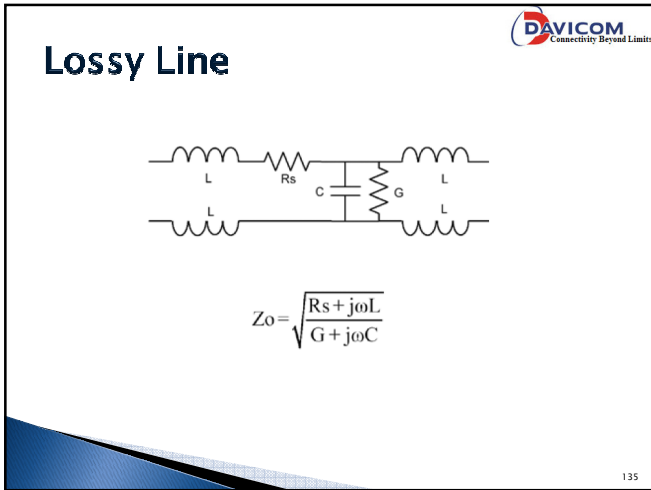 DAVICOM
Connectivity Beyond Limits
Lossy Line
L
Rs
L
C
G
L
L
Zo = √((Rs + jωL)/(G + jωC))
135